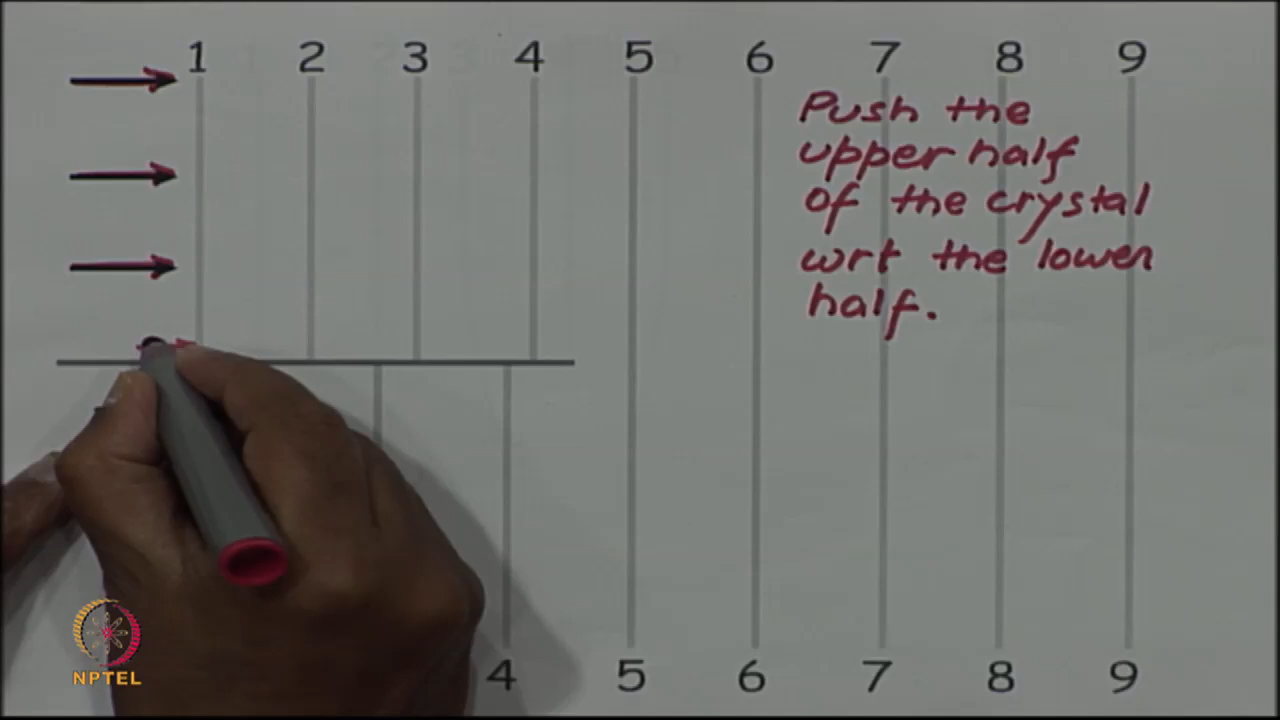 1 2 3 4 5 6 7 8 9
Push the
upper half
of the crystal
wrt the lower
half.
4 5 6 7 8 9
NPTEL